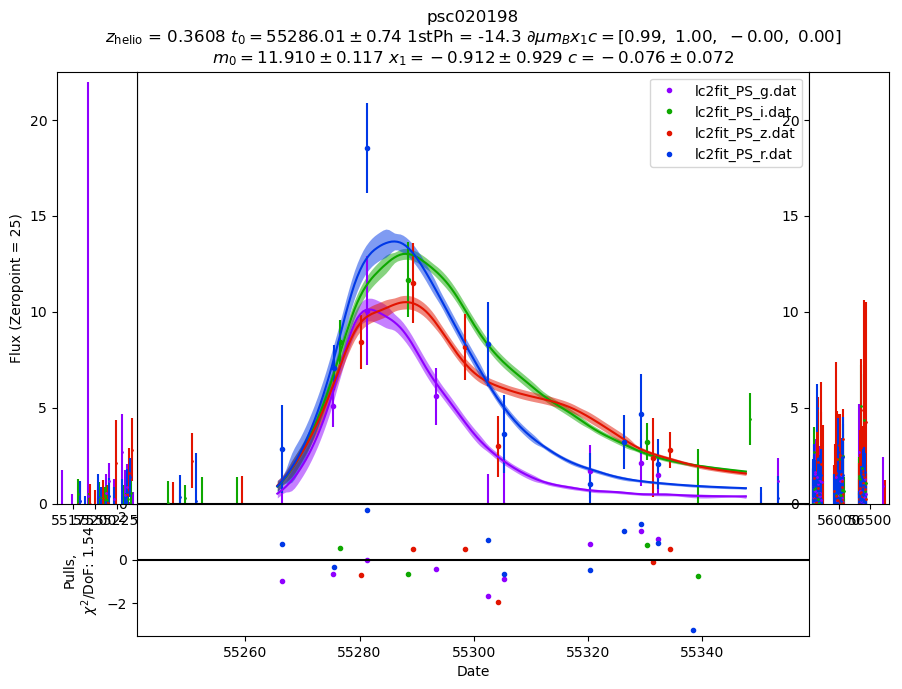 psc020198
z_helio = 0.3608 t_0 = 55286.01 ± 0.74 1stPh = -14.3 ∂μm_Bx_1c = [0.99, 1.00, −0.00, 0.00]
m_0 = 11.910 ± 0.117 x_1 = −0.912 ± 0.929 c = −0.076 ± 0.072
lc2fit_PS_g.dat
lc2fit_PS_i.dat
lc2fit_PS_z.dat
lc2fit_PS_r.dat
Flux (Zeropoint = 25)
20
15
10
5
0
20
15
10
5
0
56000
56500
Pulls,
χ²/DoF: 1.54
2
0
−2
55260
55280
55300
55320
55340
Date